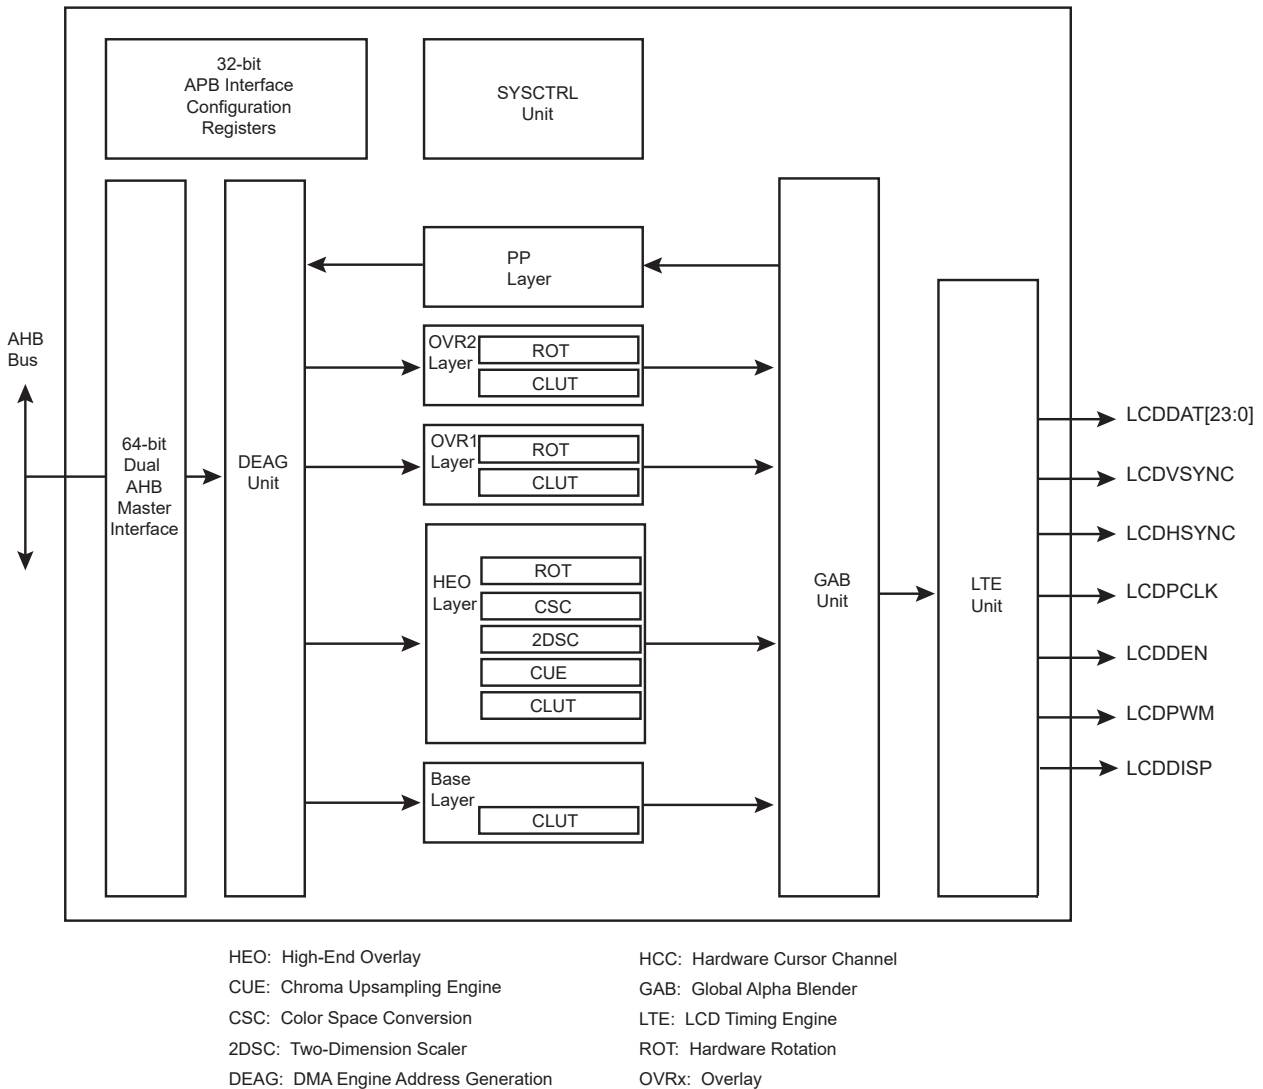 32-bit
APB Interface
Configuration
Registers
SYSCTRL
Unit
PP
Layer
AHB
Bus
OVR2
Layer
ROT
CLUT
OVR1
Layer
ROT
CLUT
64-bit
Dual
AHB
Master
Interface
DEAG
Unit
HEO
Layer
ROT
CSC
2DSC
CUE
CLUT
Base
Layer
CLUT
GAB
Unit
LTE
Unit
LCDDAT[23:0]
LCDVSYNC
LCDHSYNC
LCDPCLK
LCDDEN
LCDPWM
LCDDISP
HEO: High-End Overlay
CUE: Chroma Upsampling Engine
CSC: Color Space Conversion
2DSC: Two-Dimension Scaler
DEAG: DMA Engine Address Generation
HCC: Hardware Cursor Channel
GAB: Global Alpha Blender
LTE: LCD Timing Engine
ROT: Hardware Rotation
OVRx: Overlay